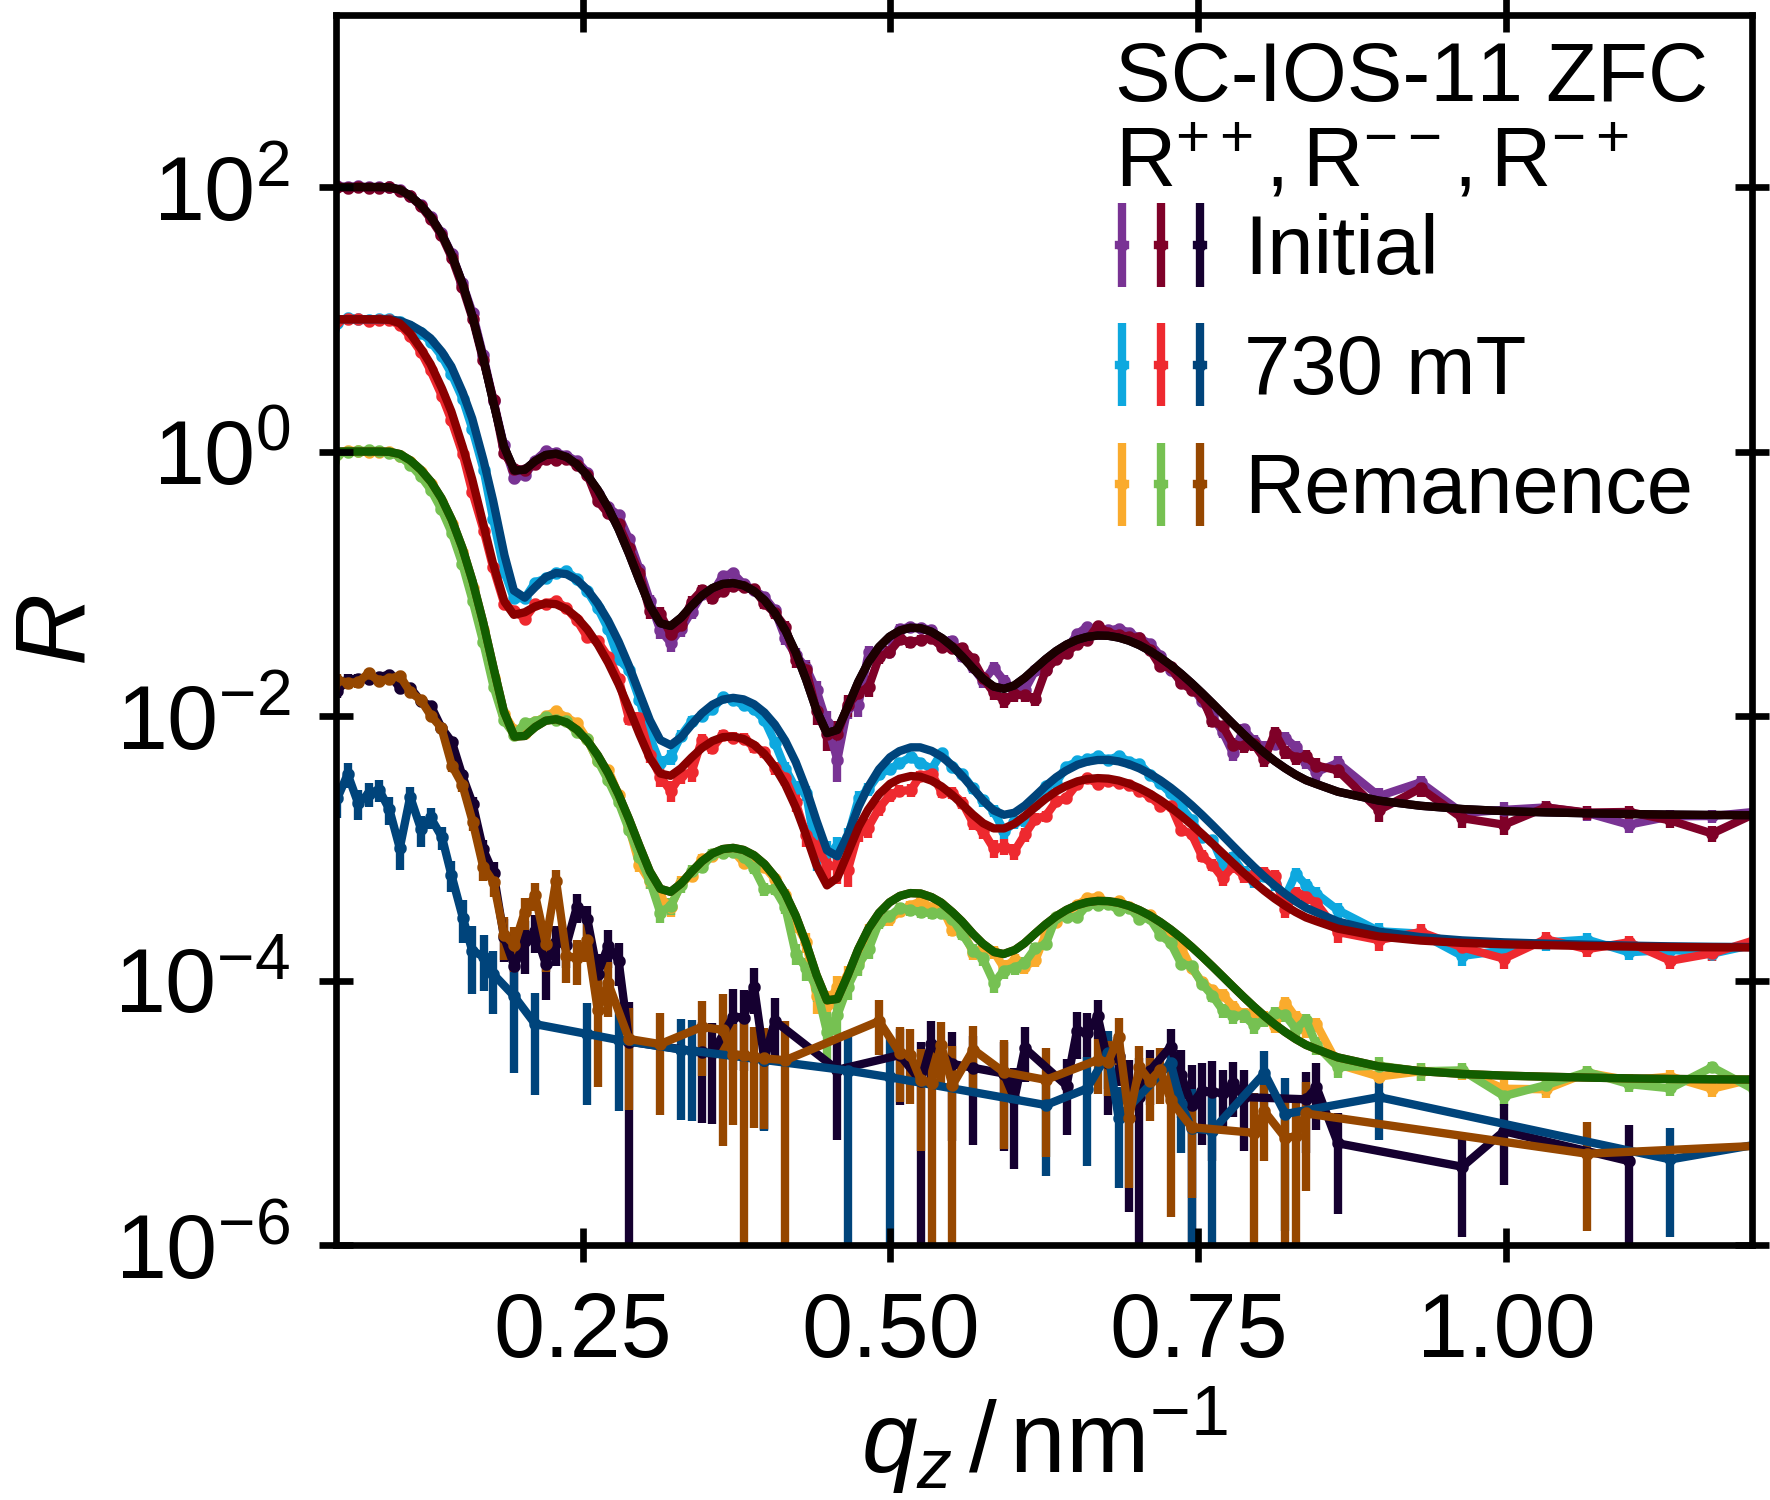 SC-IOS-11 ZFC
R⁺⁺, R⁻⁻, R⁻⁺
Initial
730 mT
Remanence
10²
10⁰
10⁻²
10⁻⁴
10⁻⁶
R
0.25 0.50 0.75 1.00
q_z / nm⁻¹